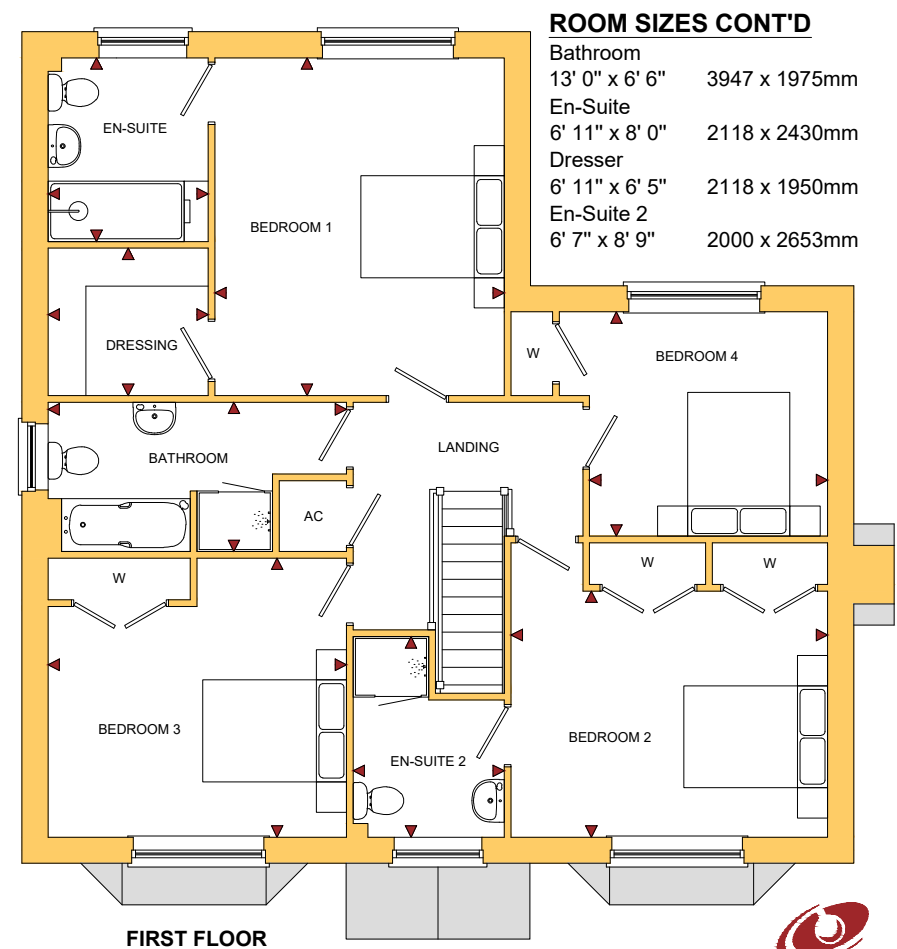 ROOM SIZES CONT'D
Bathroom
13' 0" x 6' 6" 3947 x 1975mm
En-Suite
6' 11" x 8' 0" 2118 x 2430mm
Dresser
6' 11" x 6' 5" 2118 x 1950mm
En-Suite 2
6' 7" x 8' 9" 2000 x 2653mm
EN-SUITE
BEDROOM 1
DRESSING
W
BEDROOM 4
BATHROOM
LANDING
AC
W
W
W
BEDROOM 3
EN-SUITE 2
BEDROOM 2
FIRST FLOOR